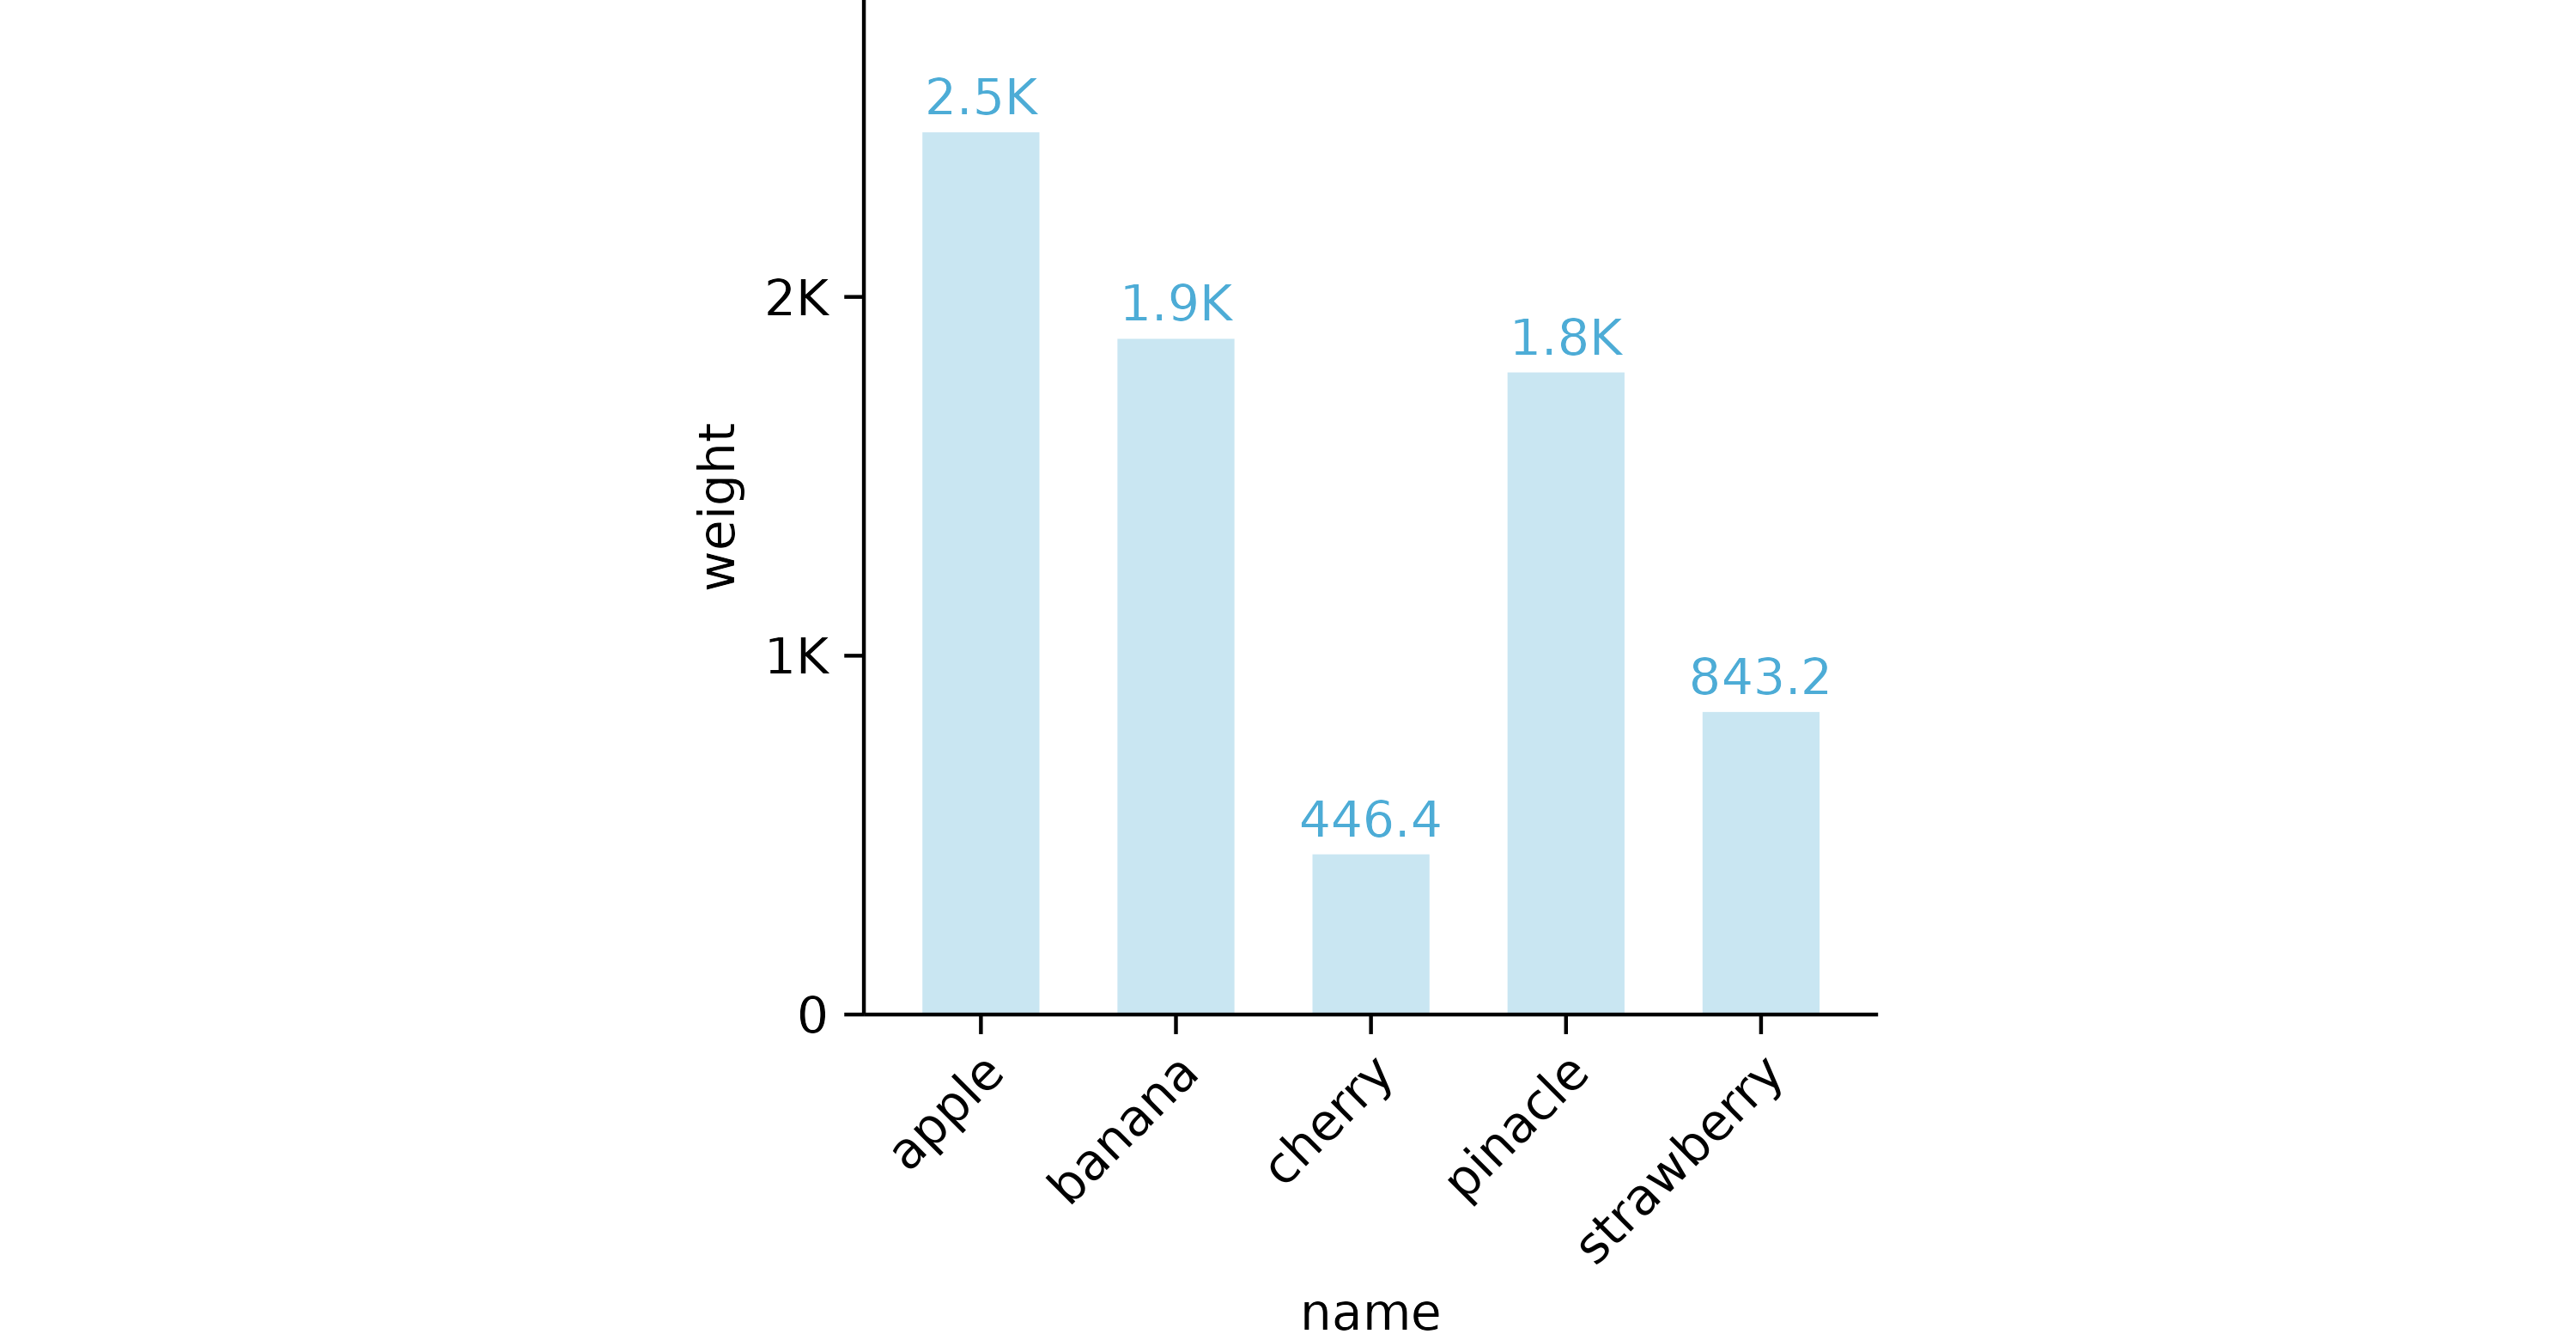 2.5K
2K
1.9K
1.8K
weight
1K
843.2
446.4
0
apple
banana
cherry
pinacle
strawberry
name